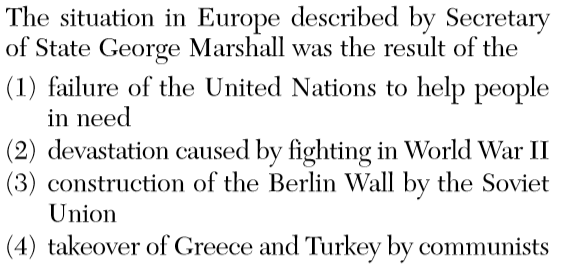 The situation in Europe described by Secretary
of State George Marshall was the result of the
(1) failure of the United Nations to help people
in need
(2) devastation caused by fighting in World War II
(3) construction of the Berlin Wall by the Soviet
Union
(4) takeover of Greece and Turkey by communists